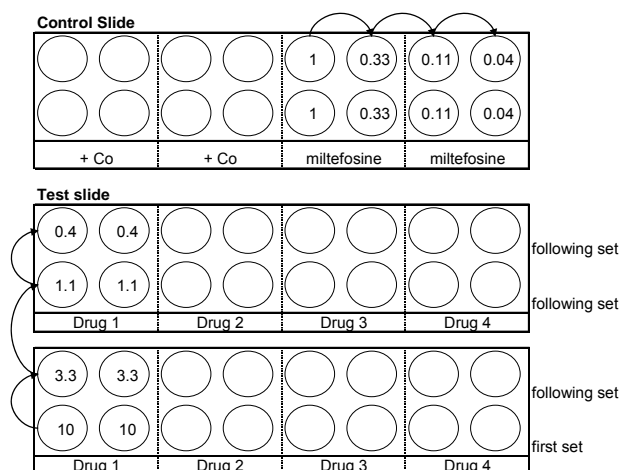 Control Slide
1 0.33 0.11 0.04
1 0.33 0.11 0.04
+ Co + Co miltefosine miltefosine
Test slide
0.4 0.4 following set
1.1 1.1 following set
Drug 1 Drug 2 Drug 3 Drug 4
3.3 3.3 following set
10 10 first set
Drug 1 Drug 2 Drug 3 Drug 4